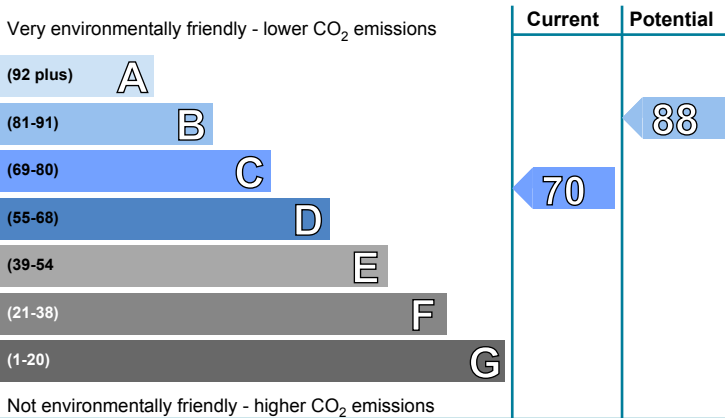 Very environmentally friendly - lower CO2 emissions
Current
Potential
(92 plus) A
(81-91) B
88
(69-80) C
70
(55-68) D
(39-54 E
(21-38) F
(1-20) G
Not environmentally friendly - higher CO2 emissions